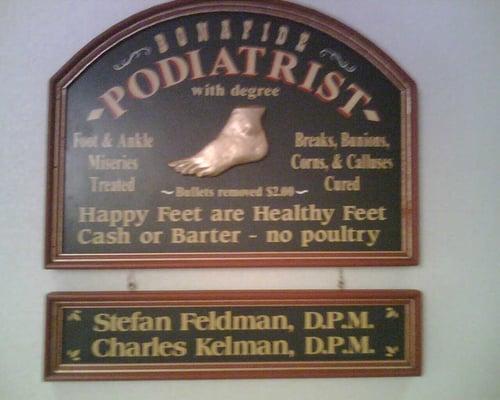 BONAFIDE
PODIATRIST
with degree
Foot & Ankle
Miseries
Treated
Breaks, Bunions,
Corns, & Calluses
Cured
~Bullets removed $2.00~
Happy Feet are Healthy Feet
Cash or Barter - no poultry
Stefan Feldman, D.P.M.
Charles Kelman, D.P.M.